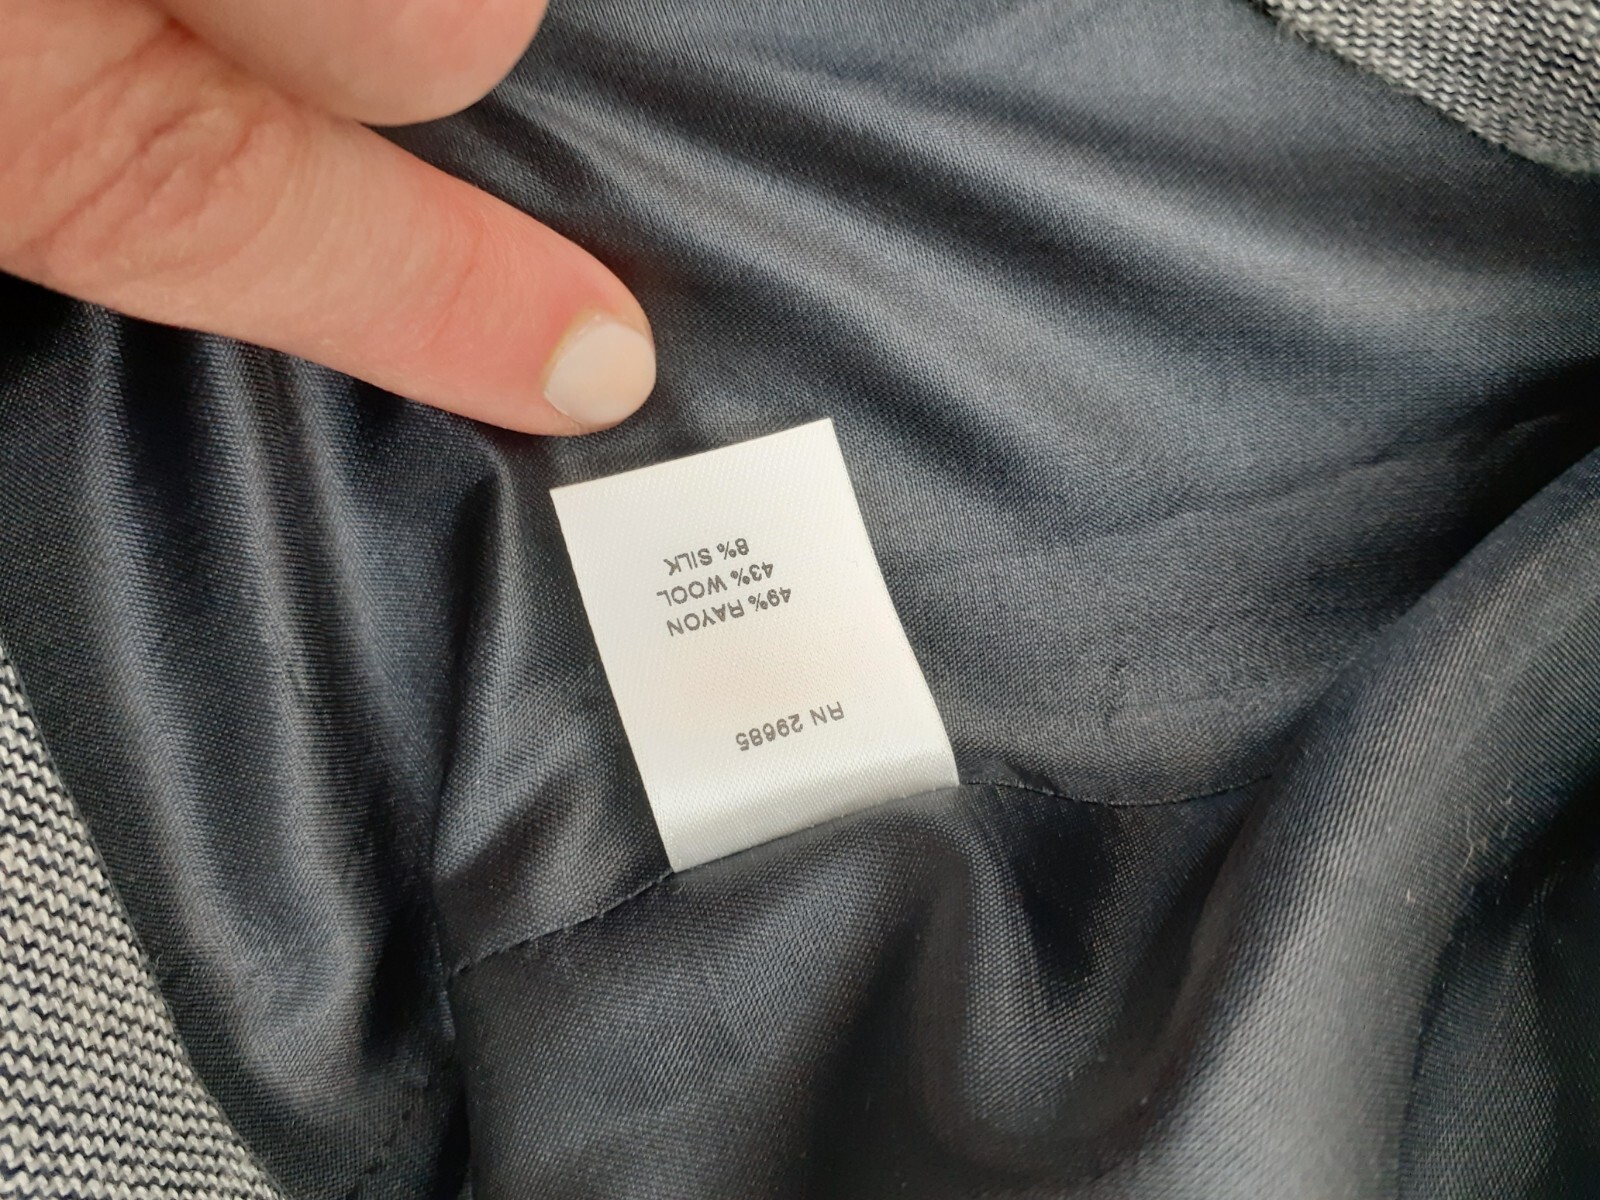 RN 29685
49% RAYON
43% WOOL
8% SILK